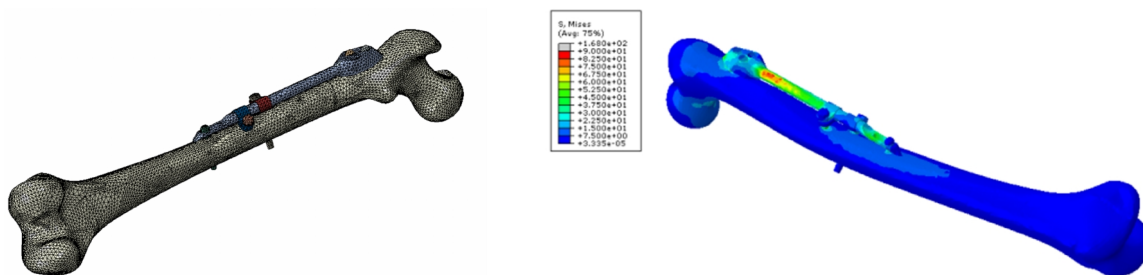 S, Mises
(Avg: 75%)
+1.680e+02
+9.000e+01
+8.250e+01
+7.500e+01
+6.750e+01
+6.000e+01
+5.250e+01
+4.500e+01
+3.750e+01
+3.000e+01
+2.250e+01
+1.500e+01
+7.500e+00
+3.335e-05